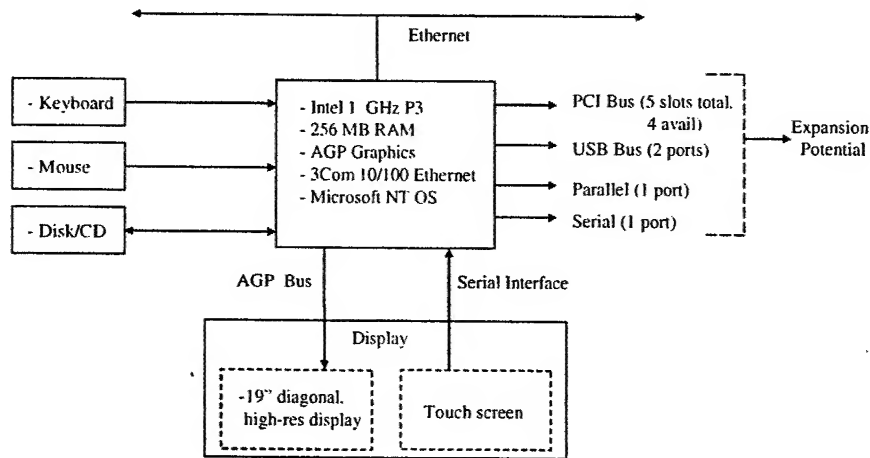 Ethernet
- Keyboard
- Mouse
- Disk/CD
- Intel 1 GHz P3
- 256 MB RAM
- AGP Graphics
- 3Com 10/100 Ethernet
- Microsoft NT OS
PCI Bus (5 slots total.
4 avail)
USB Bus (2 ports)
Parallel (1 port)
Serial (1 port)
Expansion
Potential
AGP Bus
Serial Interface
Display
-19" diagonal.
high-res display
Touch screen